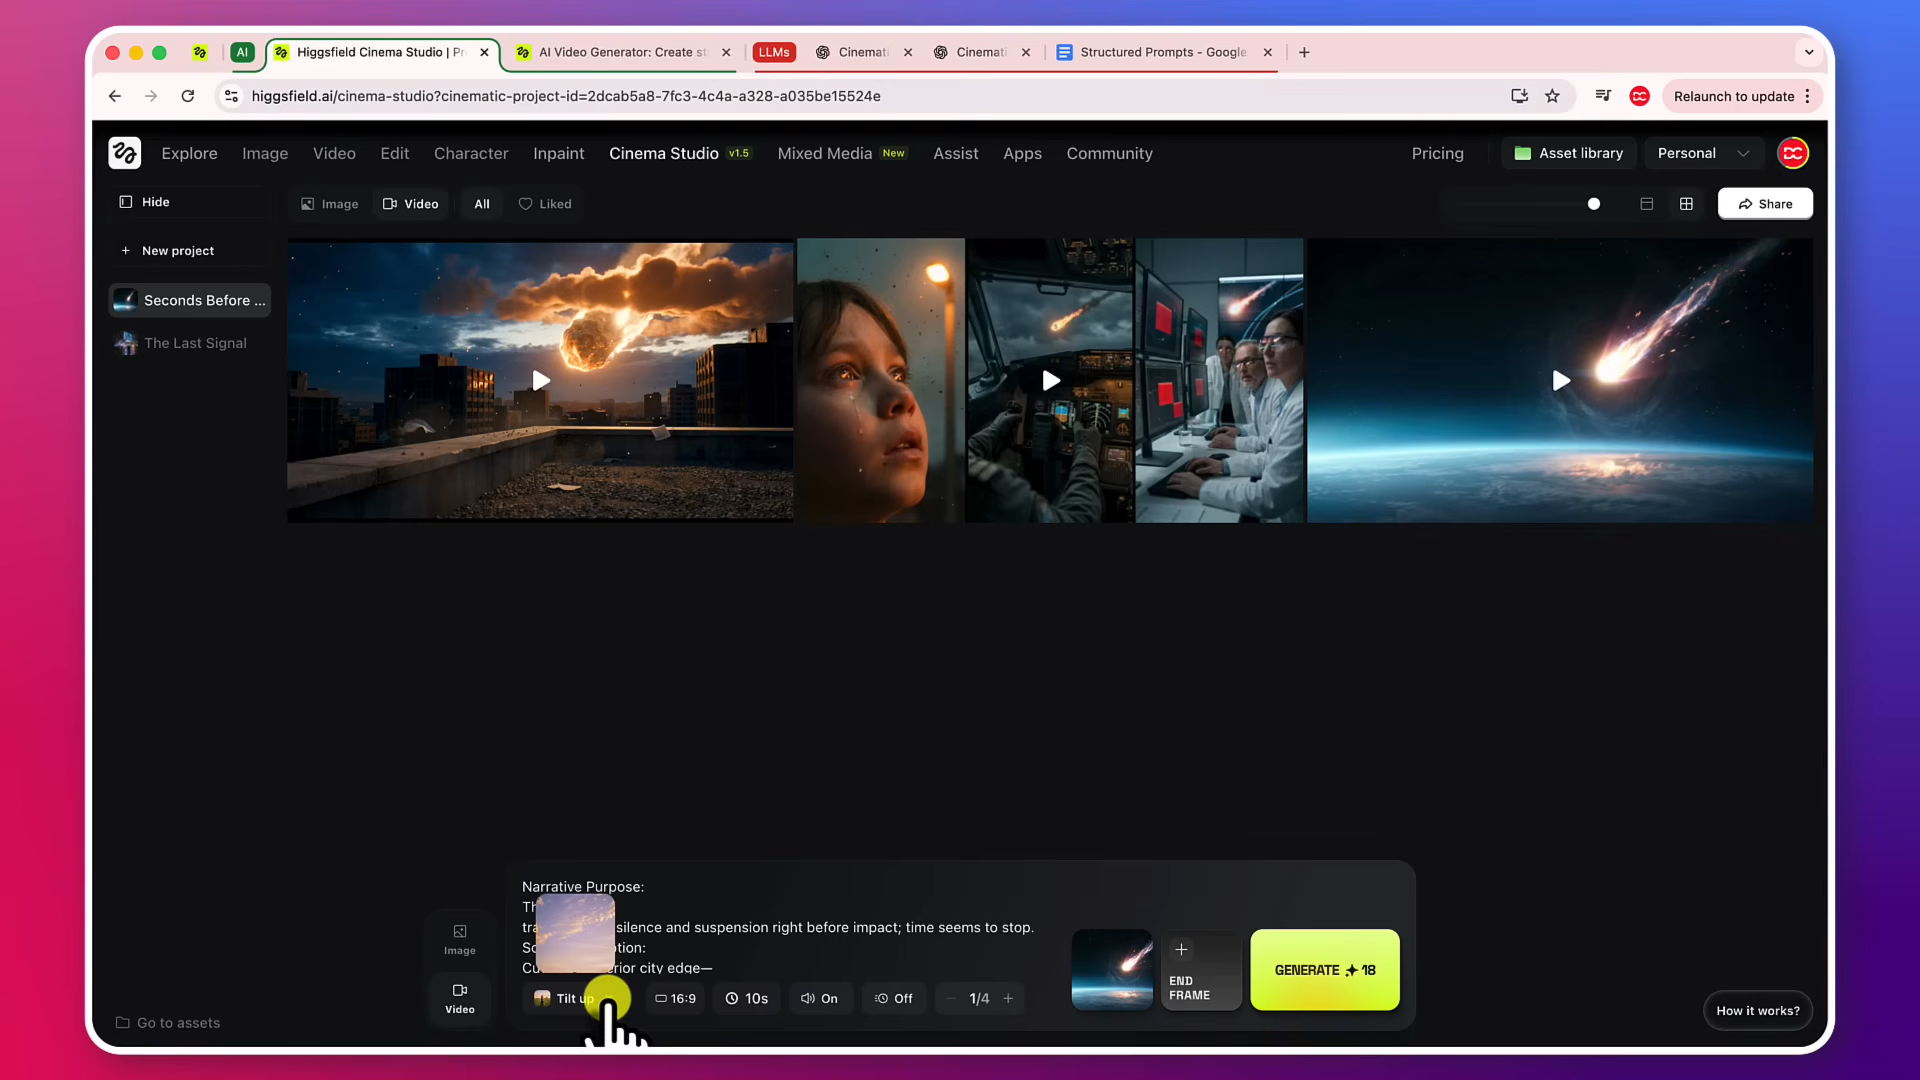 AI
Higgsfield Cinema Studio | Pr
AI Video Generator: Create st
LLMs
Cinemati
Cinemati
Structured Prompts - Google
higgsfield.ai/cinema-studio?cinematic-project-id=2dcab5a8-7fc3-4c4a-a328-a035be15524e
Relaunch to update
Explore
Image
Video
Edit
Character
Inpaint
Cinema Studio v1.5
Mixed Media New
Assist
Apps
Community
Pricing
Asset library
Personal
DC
Hide
Image
Video
All
Liked
Share
New project
Seconds Before ...
The Last Signal
Narrative Purpose:
silence and suspension right before impact; time seems to stop.
city edge—
Image
Video
Tilt up
16:9
10s
On
Off
1/4
END FRAME
GENERATE 18
Go to assets
How it works?